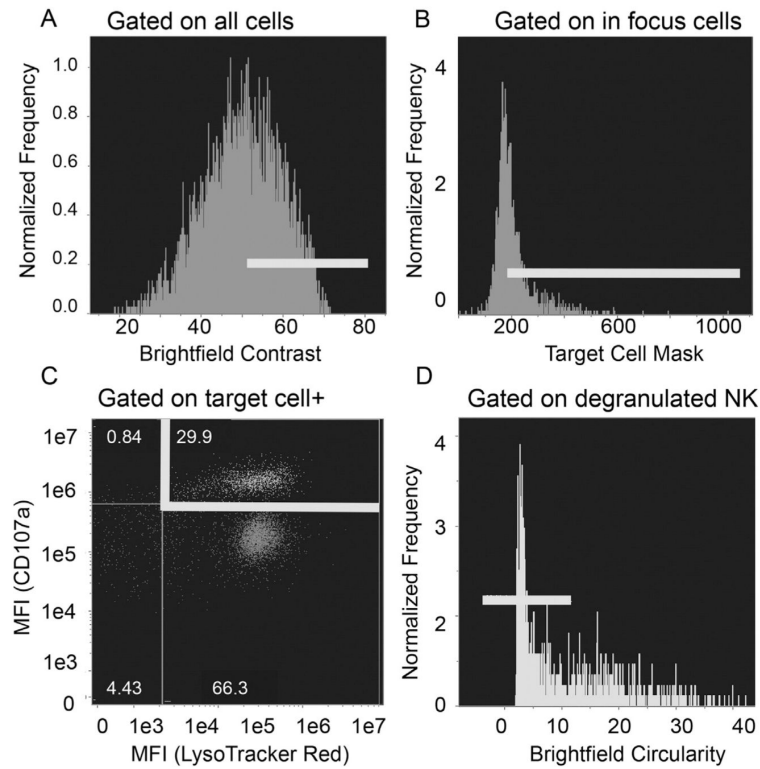 A
Gated on all cells
Normalized Frequency
1.0
0.8
0.6
0.4
0.2
0.0
20 40 60 80
Brightfield Contrast
B
Gated on in focus cells
Normalized Frequency
4
2
0
200 600 1000
Target Cell Mask
C
Gated on target cell+
MFI (CD107a)
1e7
1e6
1e5
1e4
1e3
0
0.84 29.9
4.43 66.3
0 1e3 1e4 1e5 1e6 1e7
MFI (LysoTracker Red)
D
Gated on degranulated NK
Normalized Frequency
4
3
2
0
0 10 20 30 40
Brightfield Circularity